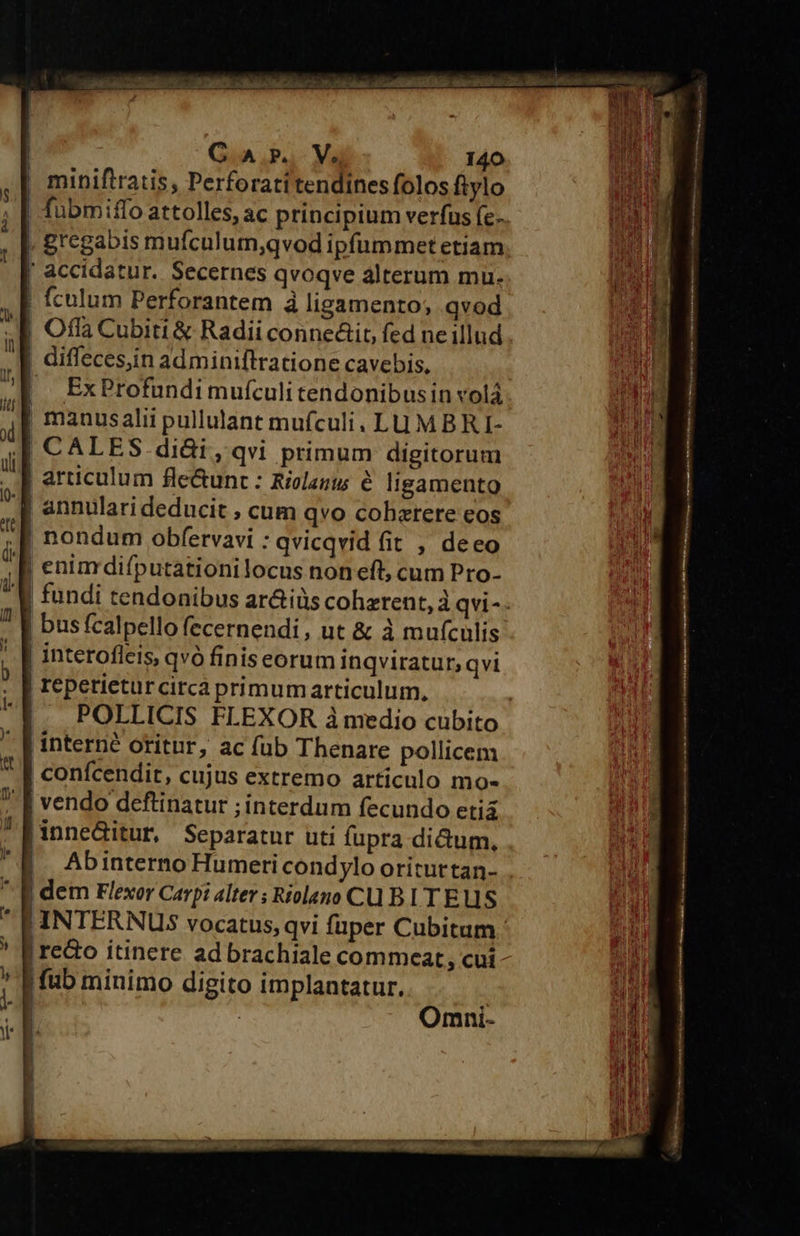 CAP. V. 140
miniſtratis, Perforati tendines ſolos ſtylo
ſubmiſſo attolles, ac principium verſus ſe-
gregabis muſculum, qvod ipſummet etiam
accidatur. Secernes qvoqve alterum mu-
ſculum Perforantem à ligamento, qvod
Oſſa Cubiti & Radii connectit, ſed ne illud
diſſeces, in adminiſtratione cavebis.
Ex Profundi muſculi tendonibus in volâ
manus alii pullulant muſculi, LUMBRI-
CALES dicti, qvi primum digitorum
articulum flectunt: Riolanus è ligamento
annulari deducit, cum qvo cohærere eos
nondum obſervavi: qvicqvid ſit, de eo
enim diſputationi locus non eſt, cum Pro-
fundi tendonibus arctiùs cohærent, à qvi-
bus ſcalpello ſecernendi, ut & à muſculis
interoſſeis, qvò finis eorum inqviratur, qvi
reperietur circa primum articulum.
POLLICIS FLEXOR à medio cubito
internè oritur, ac ſub Thenare pollicem
conſcendit, cujus extremo articulo mo-
vendo deſtinatur; interdum ſecundo etiã
innectitur, Separatur uti ſupra dictum.
Ab interno Humeri condylo oritur tan-
dem Flexor Carpi alter; Riolano CUBITEUS
INTERNUS vocatus, qvi ſuper Cubitum
recto itinere ad brachiale commeat, cui
ſub minimo digito implantatur.
Omni-